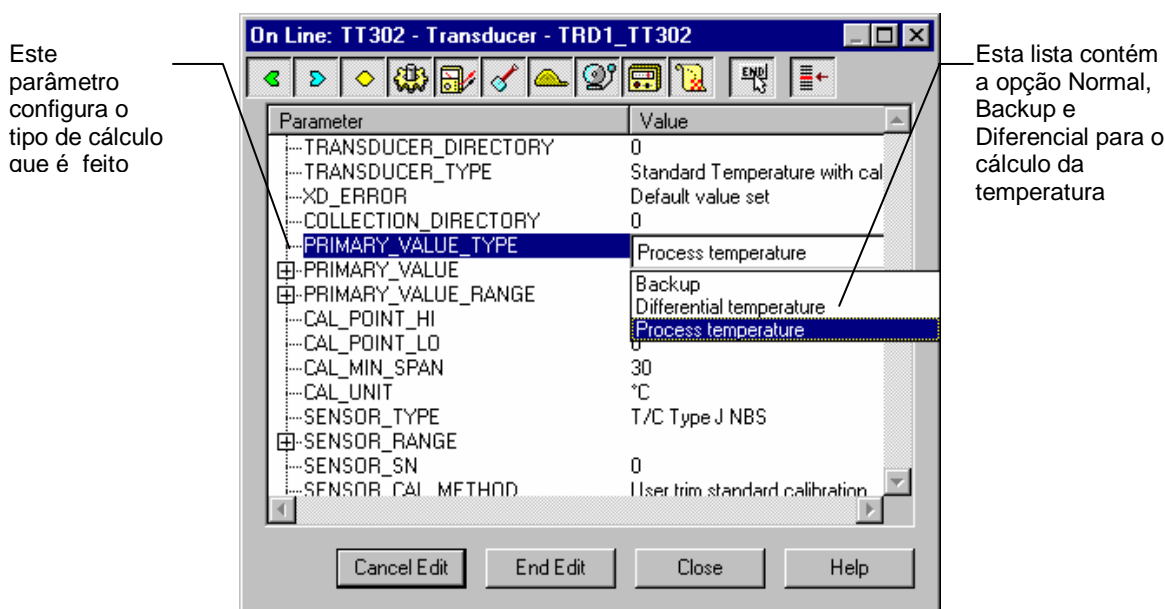 Este
parâmetro
configura o
tipo de cálculo
que é feito
On Line: TT302 - Transducer - TRD1_TT302
END
Parameter Value
TRANSDUCER_DIRECTORY 0
TRANSDUCER_TYPE Standard Temperature with cal
XD_ERROR Default value set
COLLECTION_DIRECTORY 0
PRIMARY_VALUE_TYPE Process temperature
PRIMARY_VALUE
Backup
PRIMARY_VALUE_RANGE
Differential temperature
CAL_POINT_HI
Process temperature
CAL_POINT_LO 0
CAL_MIN_SPAN 30
CAL_UNIT °C
SENSOR_TYPE T/C Type J NBS
SENSOR_RANGE
SENSOR_SN 0
SENSOR_CAL_METHOD User trim standard calibration
Cancel Edit End Edit Close Help
Esta lista contém
a opção Normal,
Backup e
Diferencial para o
cálculo da
temperatura